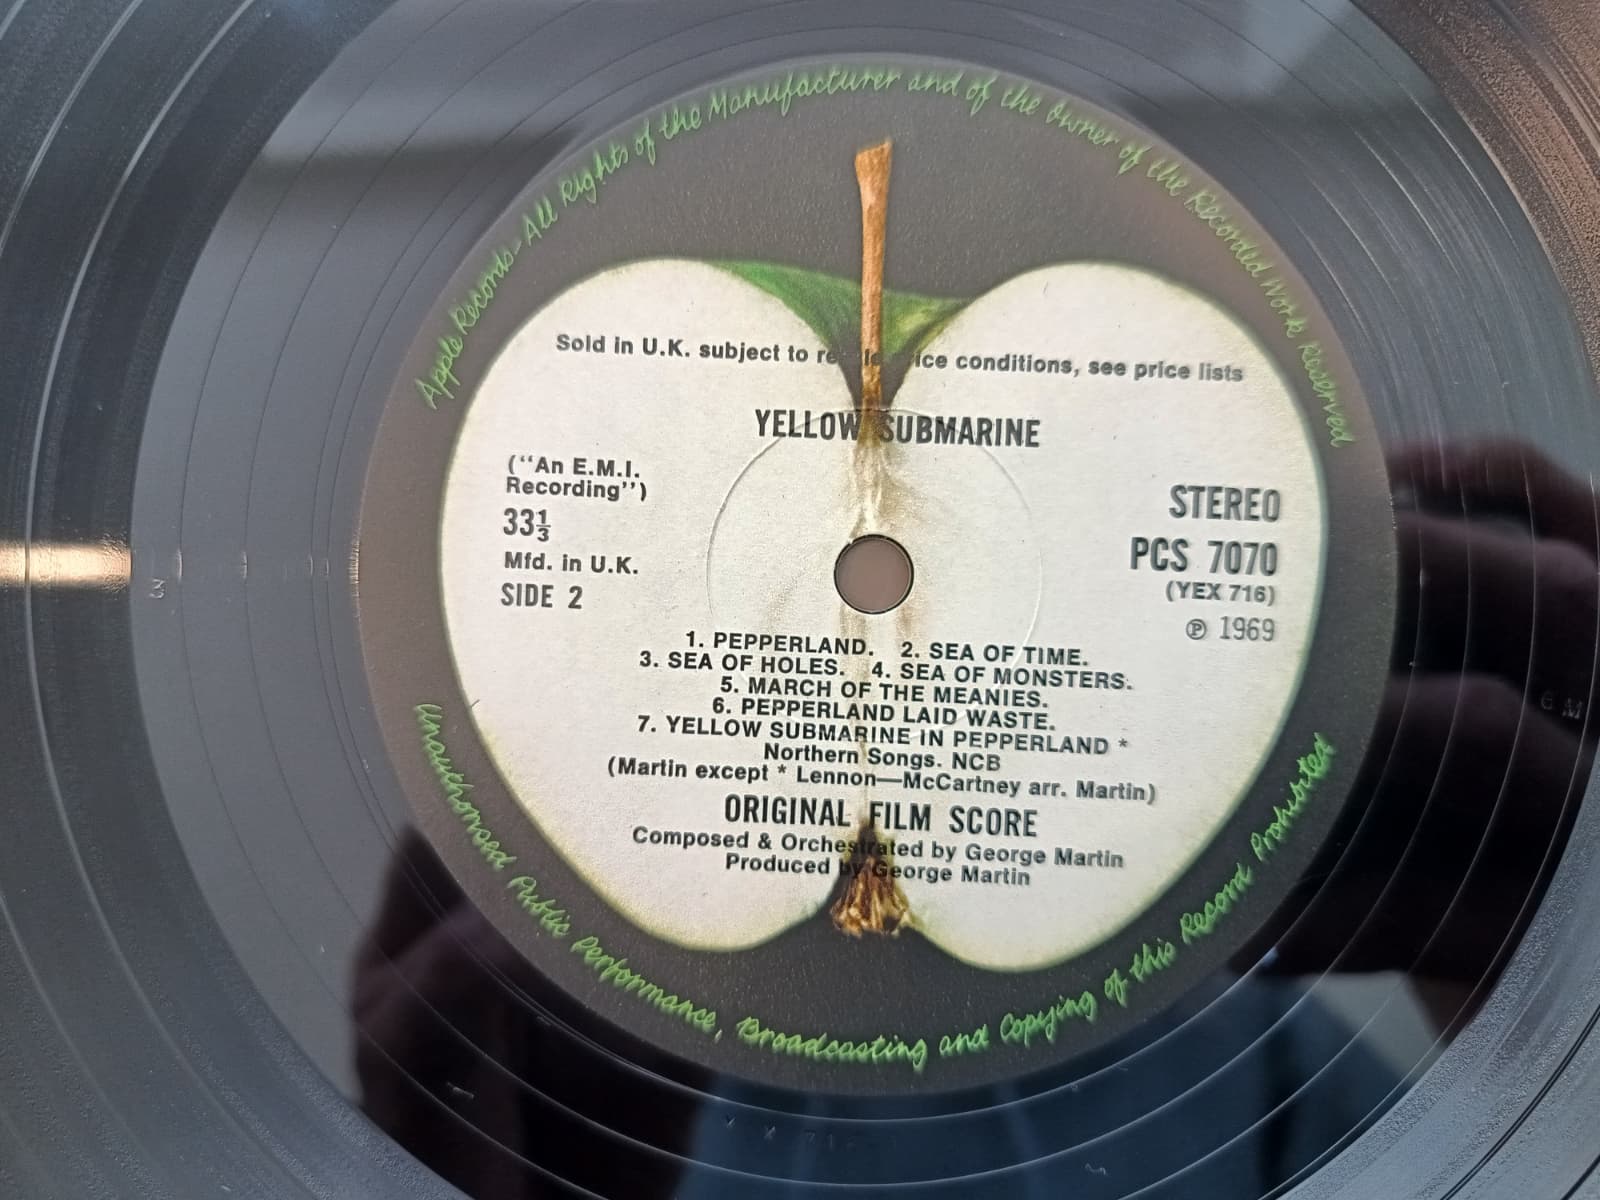 Apple Records-All Rights of the Manufacturer and of the Owner of the Recorded Work Reserved
Sold in U.K. subject to conditions, see price lists
YELLOW SUBMARINE
("An E.M.I.
Recording")
33⅓
Mfd. in U.K.
SIDE 2
STEREO
PCS 7070
(YEX 716)
℗ 1969
1. PEPPERLAND. 2. SEA OF TIME.
3. SEA OF HOLES. 4. SEA OF MONSTERS.
5. MARCH OF THE MEANIES.
6. PEPPERLAND LAID WASTE.
7. YELLOW SUBMARINE IN PEPPERLAND *
Northern Songs. NCB
(Martin except * Lennon—McCartney arr. Martin)
ORIGINAL FILM SCORE
Composed & Orchestrated by George Martin
Produced by George Martin
Unauthorised Public Performance, Broadcasting and Copying of this Record Prohibited
3